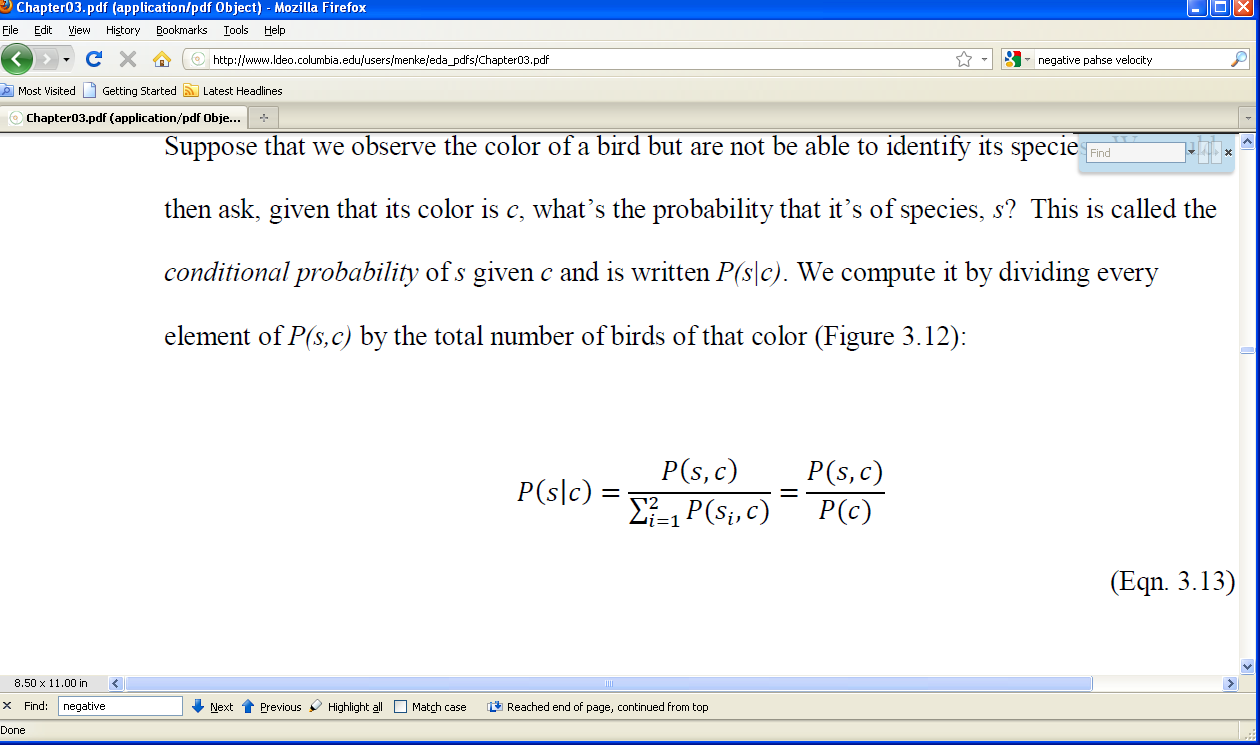 Chapter03.pdf (application/pdf Object) - Mozilla Firefox
File Edit View History Bookmarks Tools Help
http://www.ldeo.columbia.edu/users/menke/eda_pdfs/Chapter03.pdf
negative pahse velocity
Most Visited Getting Started Latest Headlines
Chapter03.pdf (application/pdf Obje...
Suppose that we observe the color of a bird but are not be able to identify its specie
Find
then ask, given that its color is c, what’s the probability that it’s of species, s? This is called the
conditional probability of s given c and is written P(s|c). We compute it by dividing every
element of P(s,c) by the total number of birds of that color (Figure 3.12):
P(s|c) = P(s, c) / ∑²ᵢ₌₁ P(sᵢ, c) = P(s, c) / P(c)
(Eqn. 3.13)
8.50 x 11.00 in
Find: negative Next Previous Highlight all Match case Reached end of page, continued from top
Done